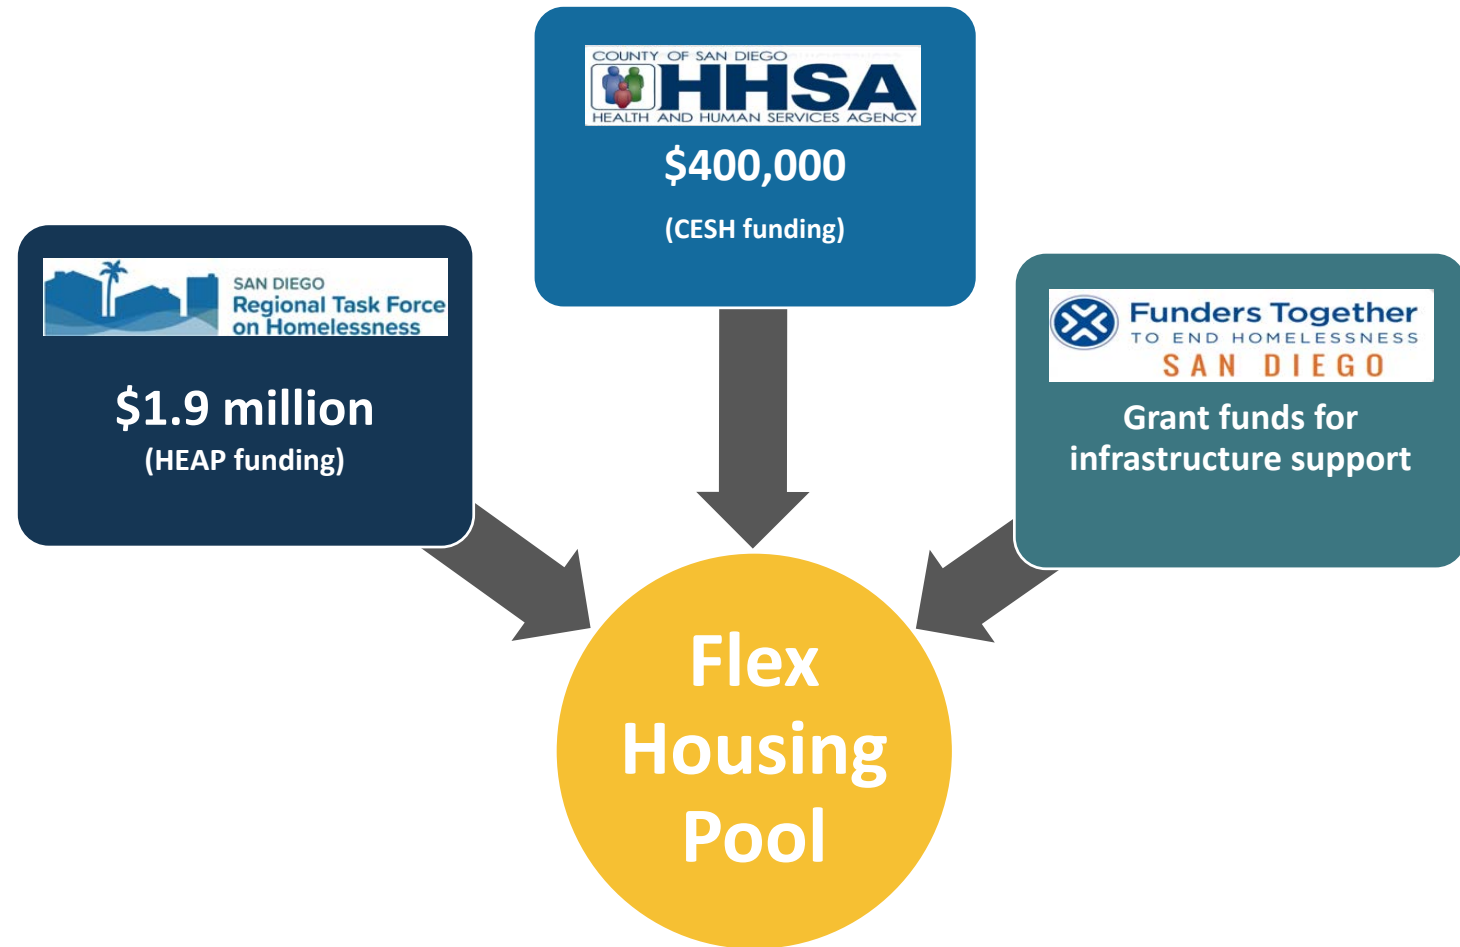 COUNTY OF SAN DIEGO
HHSA
HEALTH AND HUMAN SERVICES AGENCY
$400,000
(CESH funding)
SAN DIEGO
Regional Task Force
on Homelessness
$1.9 million
(HEAP funding)
Funders Together
TO END HOMELESSNESS
SAN DIEGO
Grant funds for
infrastructure support
Flex
Housing
Pool